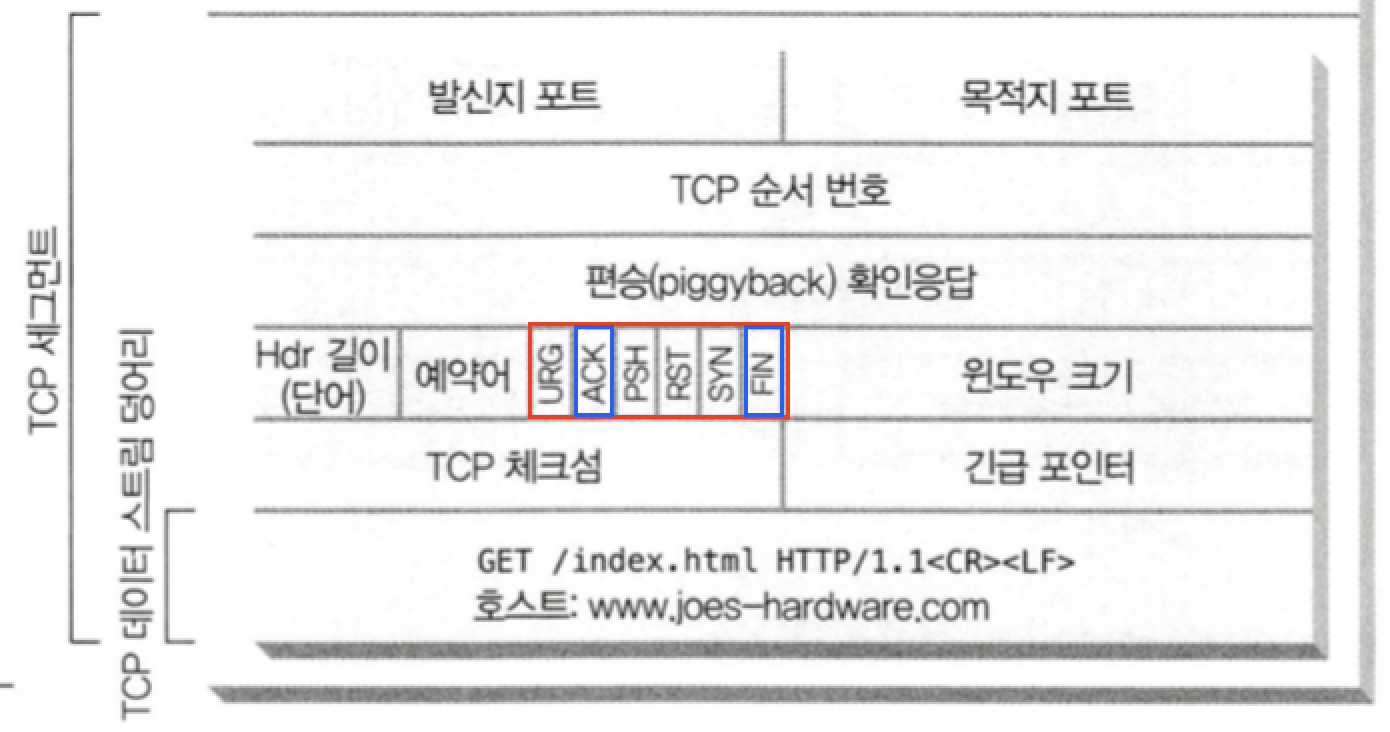 TCP 세그먼트
TCP 데이터 스트림 덩어리
발신지 포트
목적지 포트
TCP 순서 번호
편승(piggyback) 확인응답
Hdr 길이
(단어)
예약어
URG
ACK
PSH
RST
SYN
FIN
윈도우 크기
TCP 체크섬
긴급 포인터
GET /index.html HTTP/1.1<CR><LF>
호스트: www.joes-hardware.com